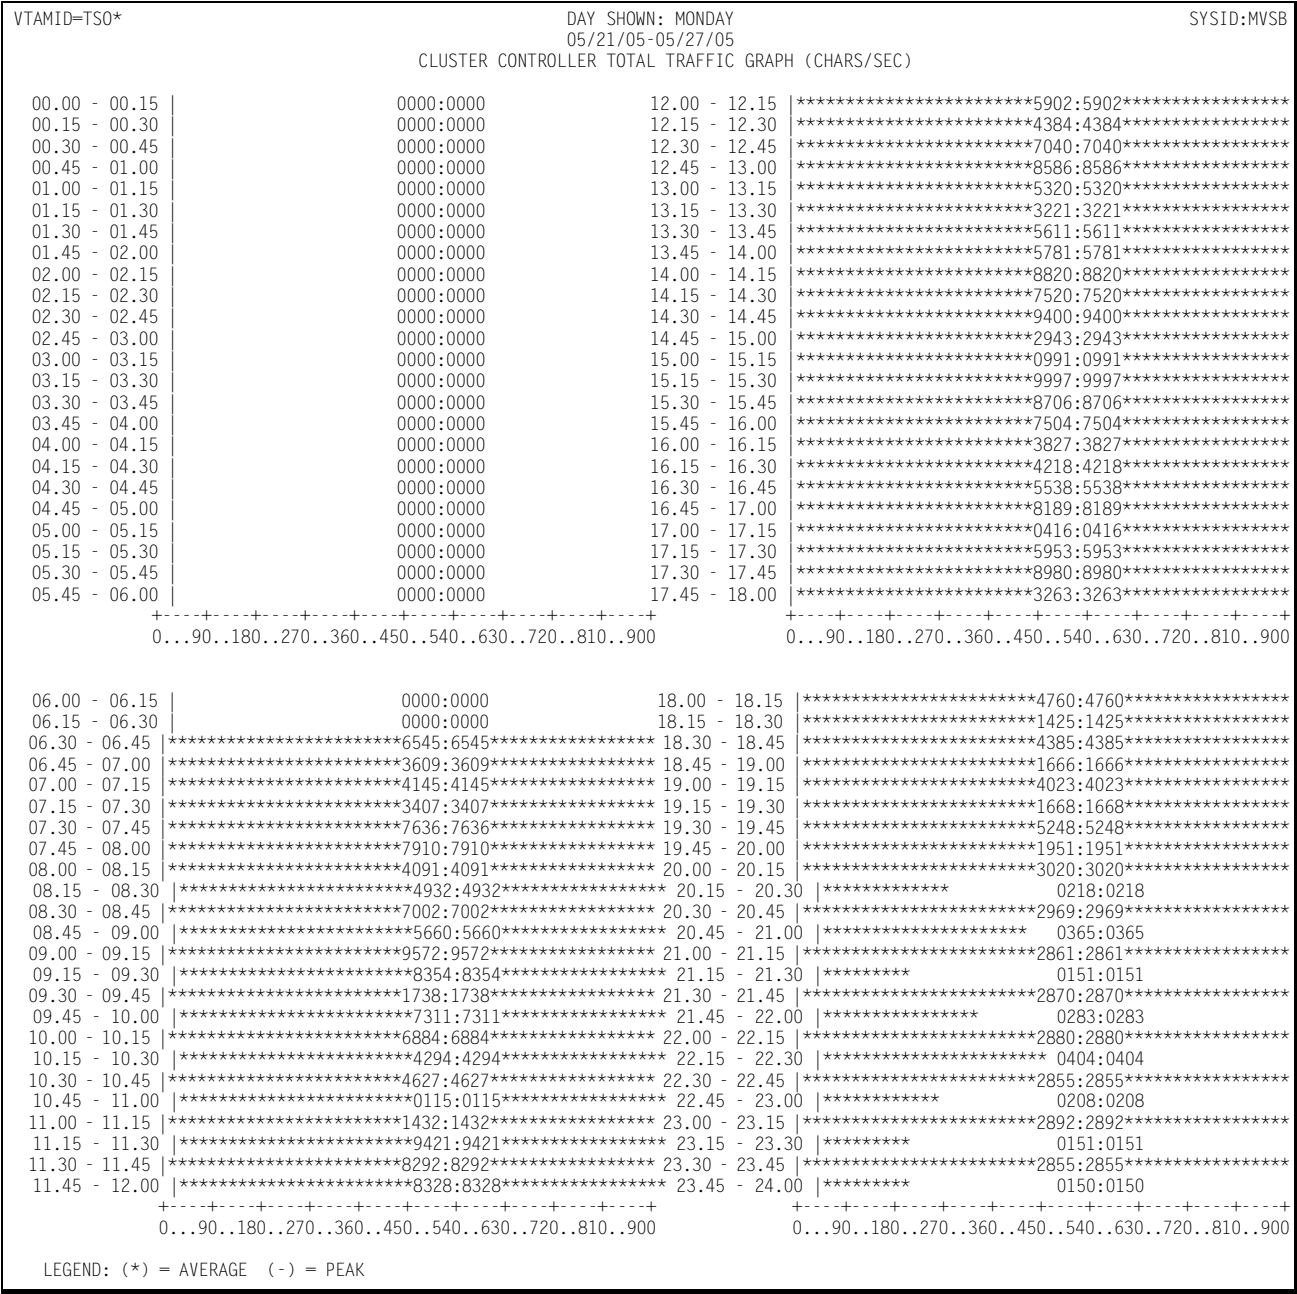 VTAMID=TSO* DAY SHOWN: MONDAY SYSID:MVSB
05/21/05-05/27/05
CLUSTER CONTROLLER TOTAL TRAFFIC GRAPH (CHARS/SEC)
00.00 - 00.15 | 0000:0000 12.00 - 12.15 |************************5902:5902*****************
00.15 - 00.30 | 0000:0000 12.15 - 12.30 |************************4384:4384*****************
00.30 - 00.45 | 0000:0000 12.30 - 12.45 |************************7040:7040*****************
00.45 - 01.00 | 0000:0000 12.45 - 13.00 |************************8586:8586*****************
01.00 - 01.15 | 0000:0000 13.00 - 13.15 |************************5320:5320*****************
01.15 - 01.30 | 0000:0000 13.15 - 13.30 |************************3221:3221*****************
01.30 - 01.45 | 0000:0000 13.30 - 13.45 |************************5611:5611*****************
01.45 - 02.00 | 0000:0000 13.45 - 14.00 |************************5781:5781*****************
02.00 - 02.15 | 0000:0000 14.00 - 14.15 |************************8820:8820*****************
02.15 - 02.30 | 0000:0000 14.15 - 14.30 |************************7520:7520*****************
02.30 - 02.45 | 0000:0000 14.30 - 14.45 |************************9400:9400*****************
02.45 - 03.00 | 0000:0000 14.45 - 15.00 |************************2943:2943*****************
03.00 - 03.15 | 0000:0000 15.00 - 15.15 |************************0991:0991*****************
03.15 - 03.30 | 0000:0000 15.15 - 15.30 |************************9997:9997*****************
03.30 - 03.45 | 0000:0000 15.30 - 15.45 |************************8706:8706*****************
03.45 - 04.00 | 0000:0000 15.45 - 16.00 |************************7504:7504*****************
04.00 - 04.15 | 0000:0000 16.00 - 16.15 |************************3827:3827*****************
04.15 - 04.30 | 0000:0000 16.15 - 16.30 |************************4218:4218*****************
04.30 - 04.45 | 0000:0000 16.30 - 16.45 |************************5538:5538*****************
04.45 - 05.00 | 0000:0000 16.45 - 17.00 |************************8189:8189*****************
05.00 - 05.15 | 0000:0000 17.00 - 17.15 |************************0416:0416*****************
05.15 - 05.30 | 0000:0000 17.15 - 17.30 |************************5953:5953*****************
05.30 - 05.45 | 0000:0000 17.30 - 17.45 |************************8980:8980*****************
05.45 - 06.00 | 0000:0000 17.45 - 18.00 |************************3263:3263*****************
+----+----+----+----+----+----+----+----+----+----+ +----+----+----+----+----+----+----+----+----+----+
0...90..180..270..360..450..540..630..720..810..900 0...90..180..270..360..450..540..630..720..810..900
06.00 - 06.15 | 0000:0000 18.00 - 18.15 |************************4760:4760*****************
06.15 - 06.30 | 0000:0000 18.15 - 18.30 |************************1425:1425*****************
06.30 - 06.45 |************************6545:6545***************** 18.30 - 18.45 |************************4385:4385*****************
06.45 - 07.00 |************************3609:3609***************** 18.45 - 19.00 |************************1666:1666*****************
07.00 - 07.15 |************************4145:4145***************** 19.00 - 19.15 |************************4023:4023*****************
07.15 - 07.30 |************************3407:3407***************** 19.15 - 19.30 |************************1668:1668*****************
07.30 - 07.45 |************************7636:7636***************** 19.30 - 19.45 |************************5248:5248*****************
07.45 - 08.00 |************************7910:7910***************** 19.45 - 20.00 |************************1951:1951*****************
08.00 - 08.15 |************************4091:4091***************** 20.00 - 20.15 |************************3020:3020*****************
08.15 - 08.30 |************************4932:4932***************** 20.15 - 20.30 |************* 0218:0218
08.30 - 08.45 |************************7002:7002***************** 20.30 - 20.45 |************************2969:2969*****************
08.45 - 09.00 |************************5660:5660***************** 20.45 - 21.00 |********************* 0365:0365
09.00 - 09.15 |************************9572:9572***************** 21.00 - 21.15 |************************2861:2861*****************
09.15 - 09.30 |************************8354:8354***************** 21.15 - 21.30 |********* 0151:0151
09.30 - 09.45 |************************1738:1738***************** 21.30 - 21.45 |************************2870:2870*****************
09.45 - 10.00 |************************7311:7311***************** 21.45 - 22.00 |**************** 0283:0283
10.00 - 10.15 |************************6884:6884***************** 22.00 - 22.15 |************************2880:2880*****************
10.15 - 10.30 |************************4294:4294***************** 22.15 - 22.30 |*********************** 0404:0404
10.30 - 10.45 |************************4627:4627***************** 22.30 - 22.45 |************************2855:2855*****************
10.45 - 11.00 |************************0115:0115***************** 22.45 - 23.00 |************ 0208:0208
11.00 - 11.15 |************************1432:1432***************** 23.00 - 23.15 |************************2892:2892*****************
11.15 - 11.30 |************************9421:9421***************** 23.15 - 23.30 |********* 0151:0151
11.30 - 11.45 |************************8292:8292***************** 23.30 - 23.45 |************************2855:2855*****************
11.45 - 12.00 |************************8328:8328***************** 23.45 - 24.00 |********* 0150:0150
+----+----+----+----+----+----+----+----+----+----+ +----+----+----+----+----+----+----+----+----+----+
0...90..180..270..360..450..540..630..720..810..900 0...90..180..270..360..450..540..630..720..810..900
LEGEND: (*) = AVERAGE (-) = PEAK